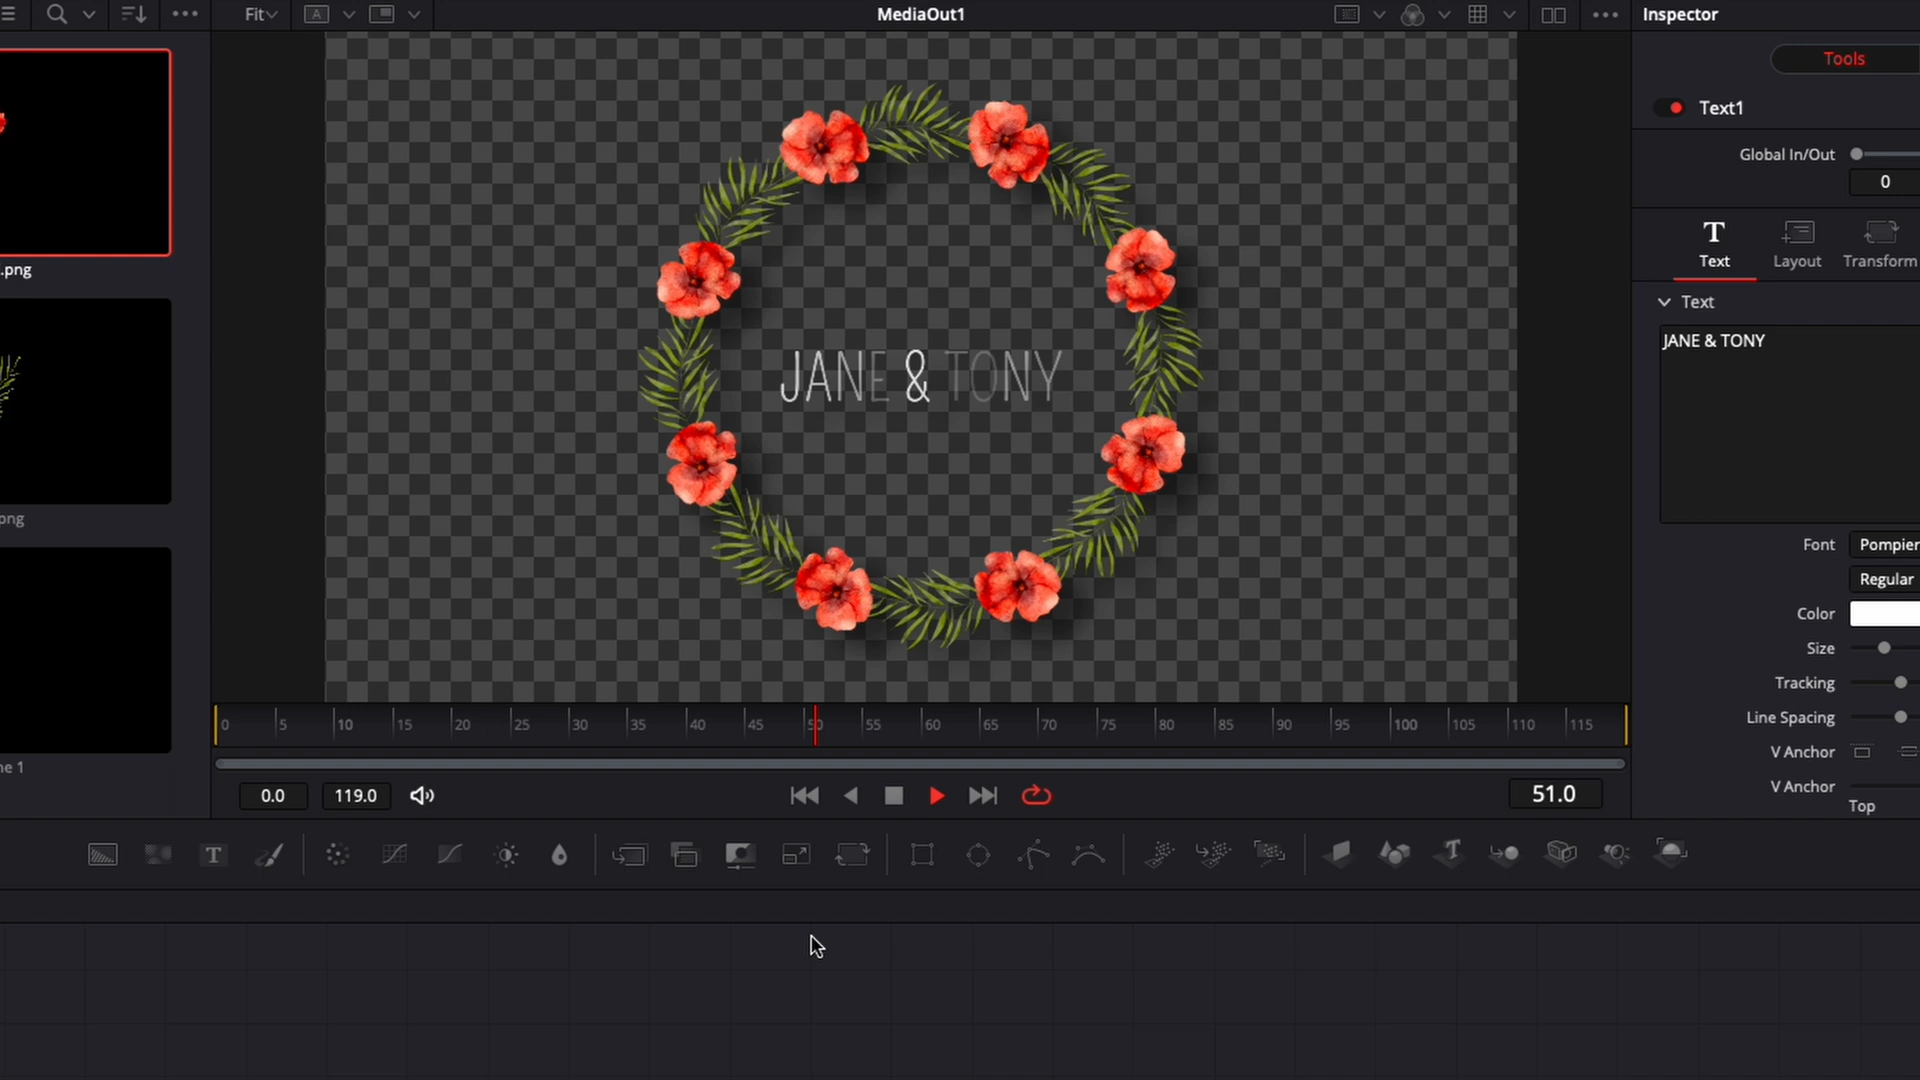 Fit
A
MediaOut1
Inspector
Tools
Text1
Global In/Out
0
T
Text
Layout
Transform
Text
JANE & TONY
JANE & TONY
.png
png
ne 1
Font
Pompier
Regular
Color
Size
Tracking
Line Spacing
V Anchor
V Anchor
Top
0 5 10 15 20 25 30 35 40 45 50 55 60 65 70 75 80 85 90 95 100 105 110 115
0.0
119.0
51.0
T
T